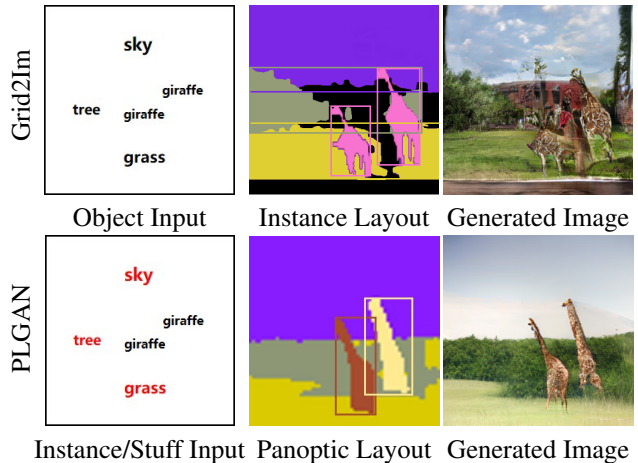 Grid2Im
sky
giraffe
tree
giraffe
grass
Object Input
Instance Layout
Generated Image
PLGAN
sky
giraffe
tree
giraffe
grass
Instance/Stuff Input
Panoptic Layout
Generated Image